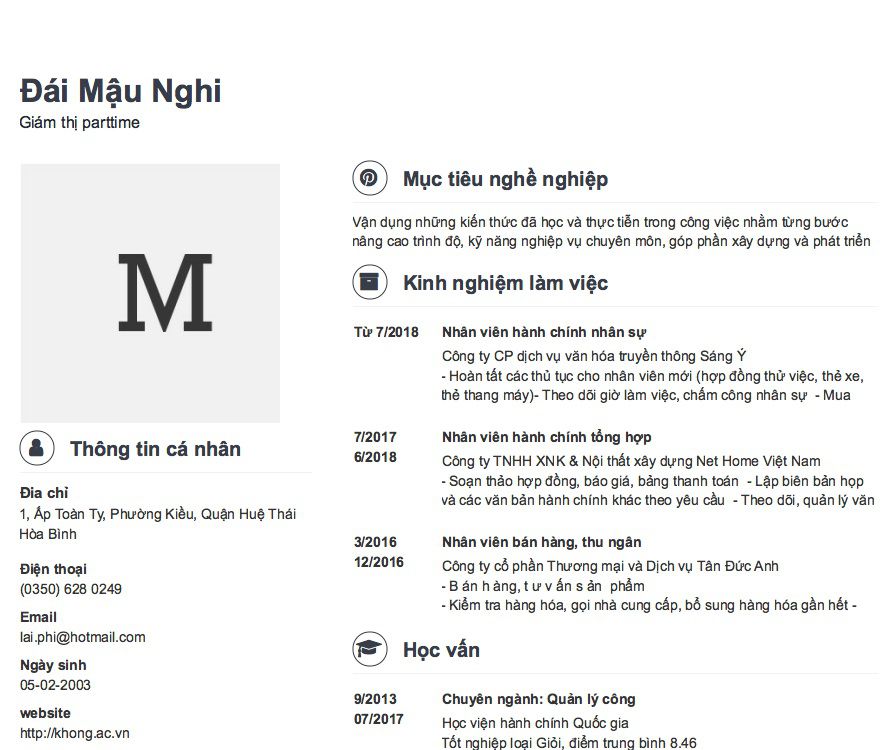 Đái Mậu Nghi
Giám thị parttime
M
Thông tin cá nhân
Đia chỉ
1, Ấp Toàn Ty, Phường Kiều, Quận Huệ Thái
Hòa Bình
Điện thoại
(0350) 628 0249
Email
lai.phi@hotmail.com
Ngày sinh
05-02-2003
website
http://khong.ac.vn
Mục tiêu nghề nghiệp
Vận dụng những kiến thức đã học và thực tiễn trong công việc nhằm từng bước
nâng cao trình độ, kỹ năng nghiệp vụ chuyên môn, góp phần xây dựng và phát triển
Kinh nghiệm làm việc
Từ 7/2018 Nhân viên hành chính nhân sự
Công ty CP dịch vụ văn hóa truyền thông Sáng Ý
- Hoàn tất các thủ tục cho nhân viên mới (hợp đồng thử việc, thẻ xe,
thẻ thang máy)- Theo dõi giờ làm việc, chấm công nhân sự - Mua
7/2017 Nhân viên hành chính tổng hợp
6/2018 Công ty TNHH XNK & Nội thất xây dựng Net Home Việt Nam
- Soạn thảo hợp đồng, báo giá, bảng thanh toán - Lập biên bản họp
và các văn bản hành chính khác theo yêu cầu - Theo dõi, quản lý văn
3/2016 Nhân viên bán hàng, thu ngân
12/2016 Công ty cổ phần Thương mại và Dịch vụ Tân Đức Anh
- B án h àng, t ư v ấn s ản phẩm
- Kiểm tra hàng hóa, gọi nhà cung cấp, bổ sung hàng hóa gần hết -
Học vấn
9/2013 Chuyên ngành: Quản lý công
07/2017 Học viện hành chính Quốc gia
Tốt nghiệp loại Giỏi, điểm trung bình 8.46